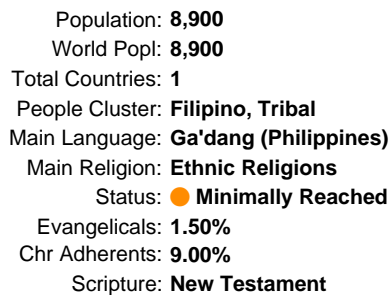 Population: 8,900
World Popl: 8,900
Total Countries: 1
People Cluster: Filipino, Tribal
Main Language: Ga'dang (Philippines)
Main Religion: Ethnic Religions
Status: Minimally Reached
Evangelicals: 1.50%
Chr Adherents: 9.00%
Scripture: New Testament